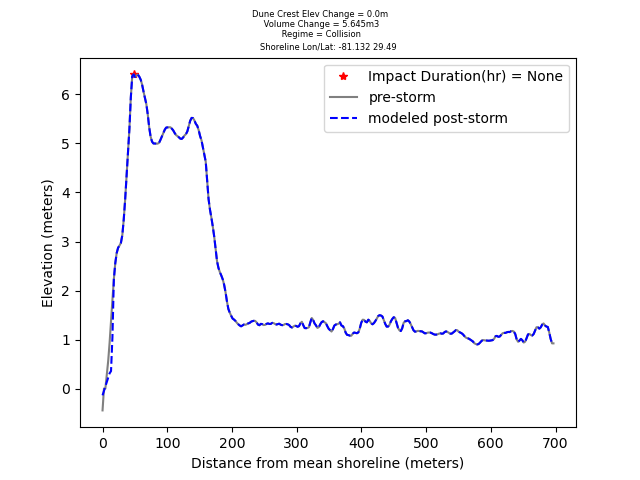 Dune Crest Elev Change = 0.0m
Volume Change = 5.645m3
Regime = Collision
Shoreline Lon/Lat: -81.132 29.49
Impact Duration(hr) = None
pre-storm
modeled post-storm
Elevation (meters)
6
5
4
3
2
1
0
0 100 200 300 400 500 600 700
Distance from mean shoreline (meters)